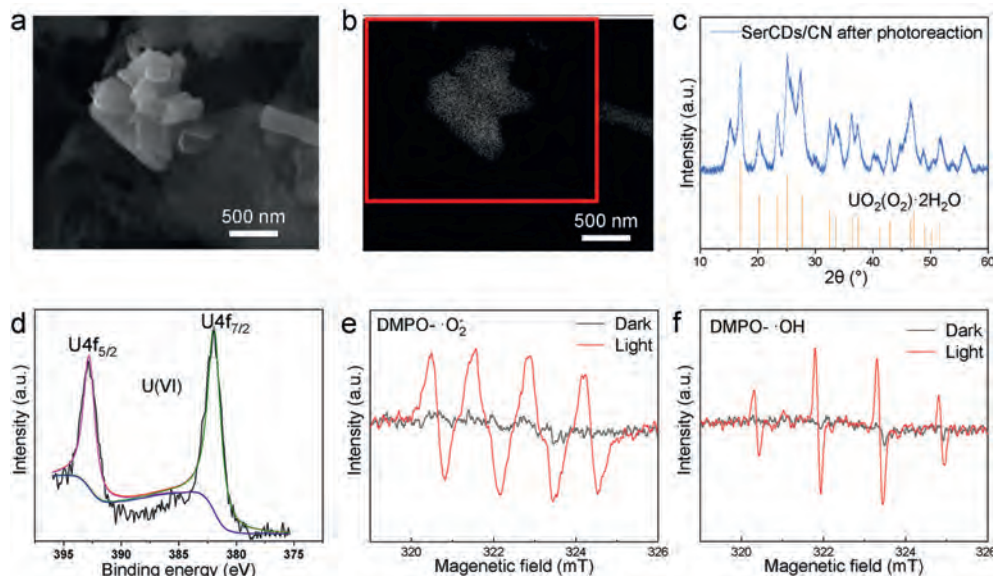 a
500 nm
b
500 nm
c
SerCDs/CN after photoreaction
UO₂(O₂)·2H₂O
Intensity (a.u.)
10 20 30 40 50 60
2θ (°)
d
U4f₅/₂
U4f₇/₂
U(VI)
Intensity (a.u.)
395 390 385 380 375
Binding energy (eV)
e
DMPO- ·O₂⁻
Dark
Light
Intensity (a.u.)
320 322 324 326
Magenetic field (mT)
f
DMPO- ·OH
Dark
Light
Intensity (a.u.)
320 322 324 326
Magenetic field (mT)